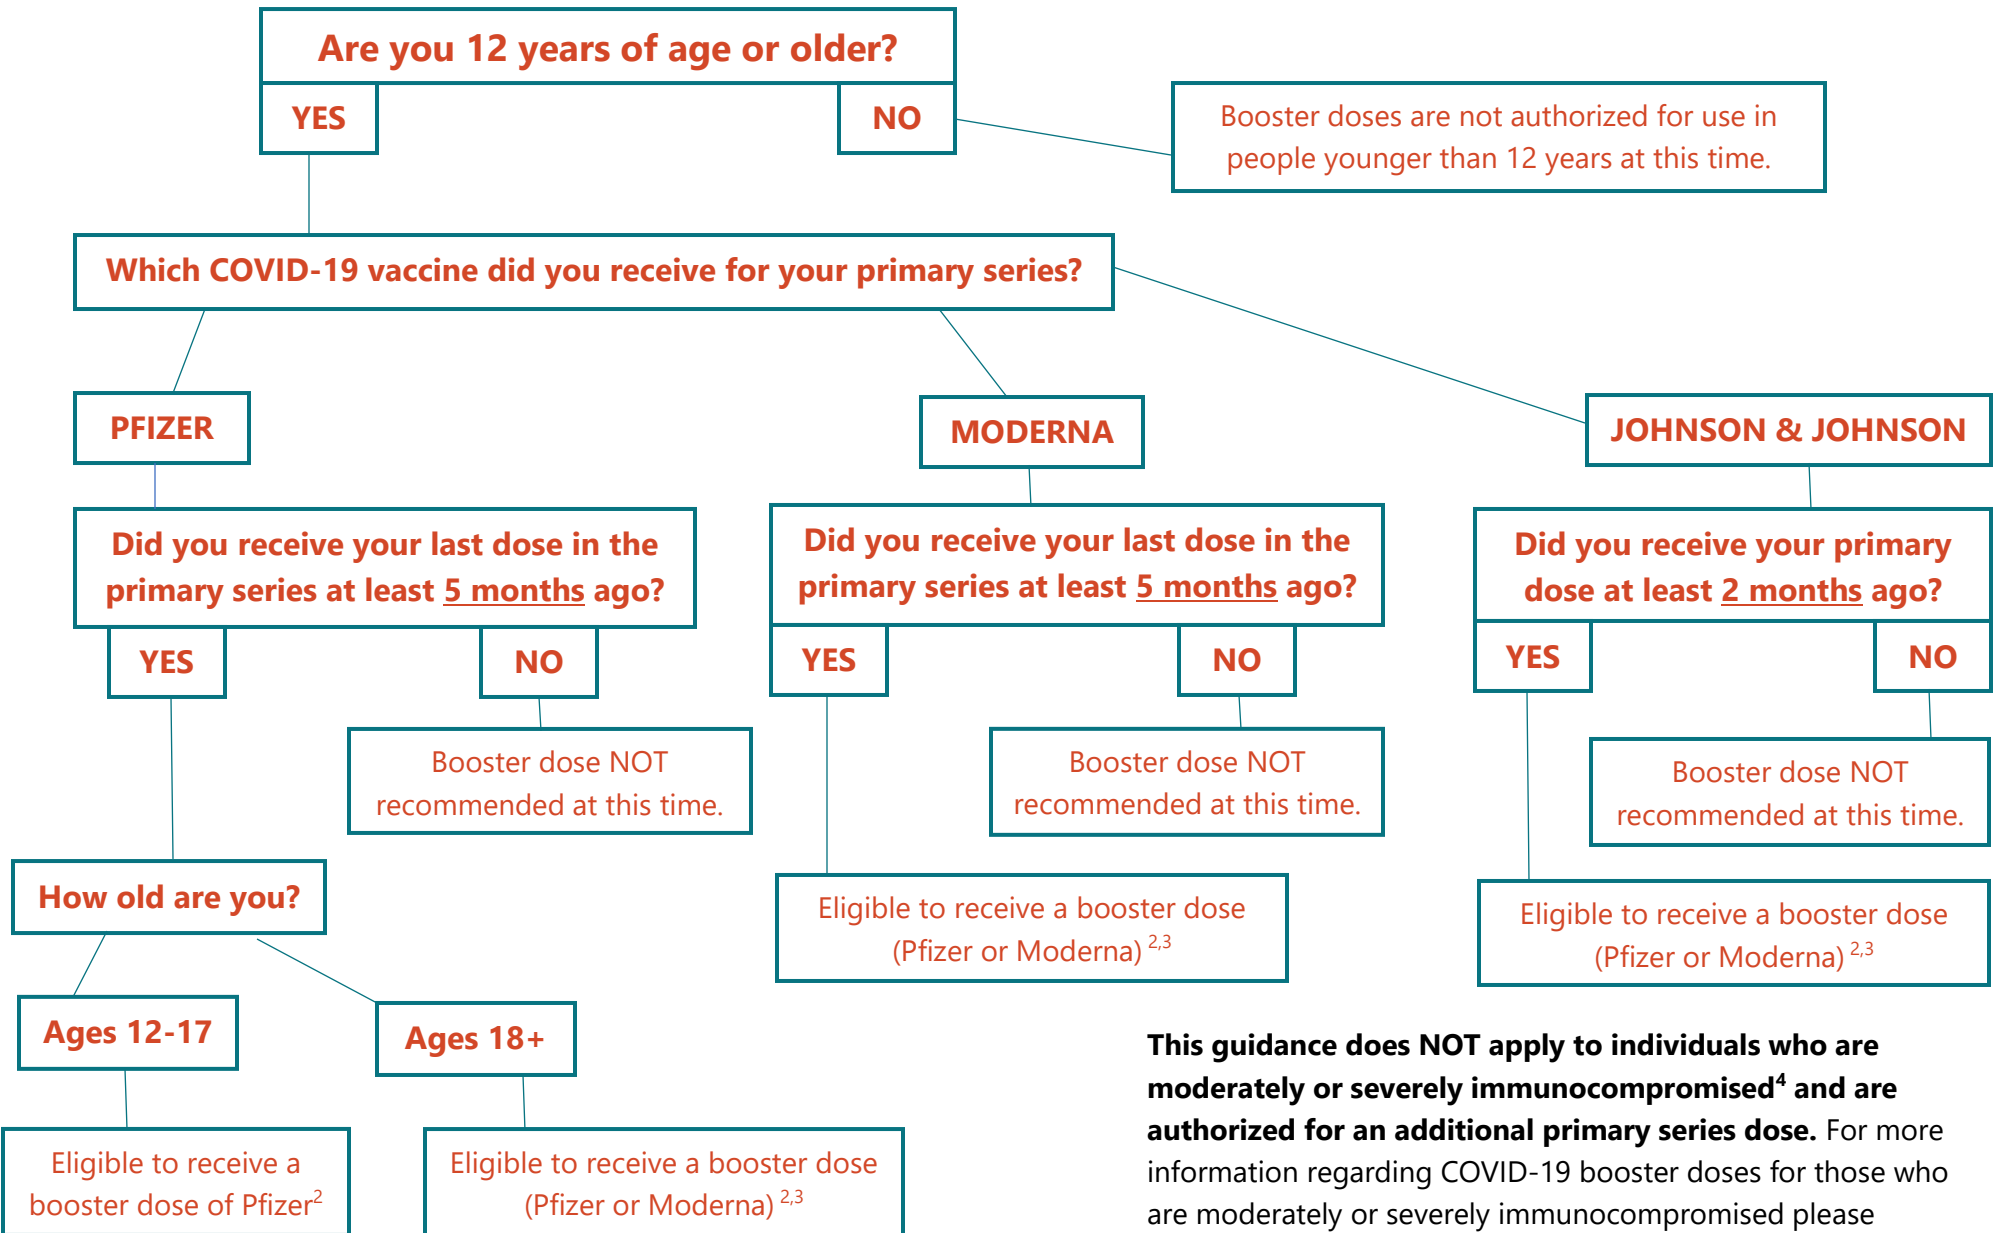 Are you 12 years of age or older?
YES
NO
Booster doses are not authorized for use in
people younger than 12 years at this time.
Which COVID-19 vaccine did you receive for your primary series?
PFIZER
MODERNA
JOHNSON & JOHNSON
Did you receive your last dose in the
primary series at least 5 months ago?
YES
NO
Did you receive your last dose in the
primary series at least 5 months ago?
YES
NO
Did you receive your primary
dose at least 2 months ago?
YES
NO
Booster dose NOT
recommended at this time.
Booster dose NOT
recommended at this time.
Booster dose NOT
recommended at this time.
How old are you?
Eligible to receive a booster dose
(Pfizer or Moderna) 2,3
Eligible to receive a booster dose
(Pfizer or Moderna) 2,3
Ages 12-17
Ages 18+
Eligible to receive a
booster dose of Pfizer2
Eligible to receive a booster dose
(Pfizer or Moderna) 2,3
This guidance does NOT apply to individuals who are
moderately or severely immunocompromised4 and are
authorized for an additional primary series dose. For more
information regarding COVID-19 booster doses for those who
are moderately or severely immunocompromised please